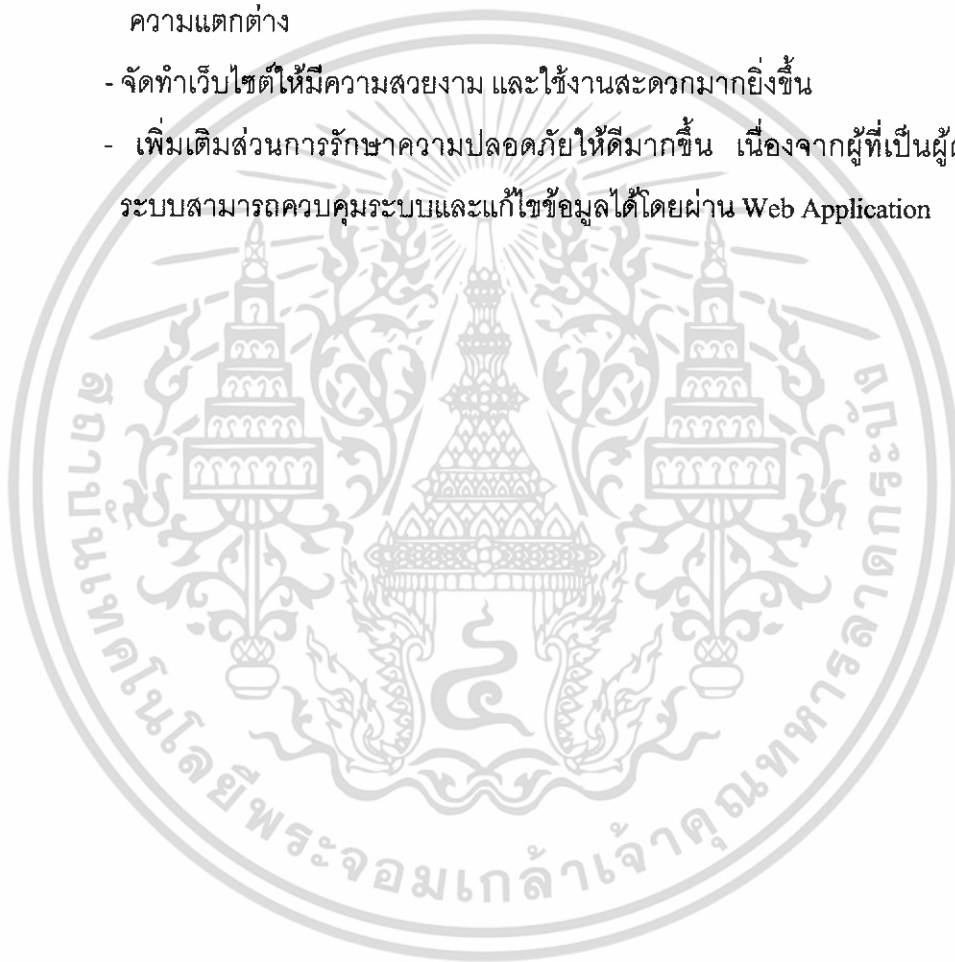 ความแตกต่าง
- จัดทำเว็บไซต์ให้มีความสวยงาม และใช้งานสะดวกมากยิ่งขึ้น
- เพิ่มเติมส่วนการรักษาความปลอดภัยให้ดีมากขึ้น เนื่องจากผู้ที่เป็น
ระบบสามารถควบคุมระบบและแก้ไขข้อมูลได้โดยผ่าน Web Application
สถาบันเทคโนโลยีพระจอมเกล้าเจ้าคุณทหารลาดกระบัง